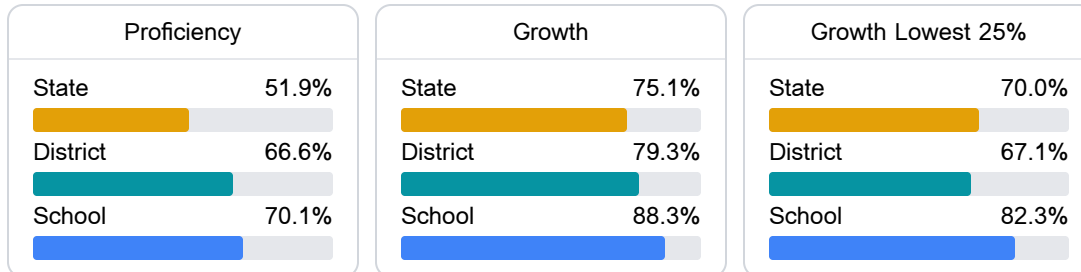 Proficiency
State 51.9%
District 66.6%
School 70.1%
Growth
State 75.1%
District 79.3%
School 88.3%
Growth Lowest 25%
State 70.0%
District 67.1%
School 82.3%